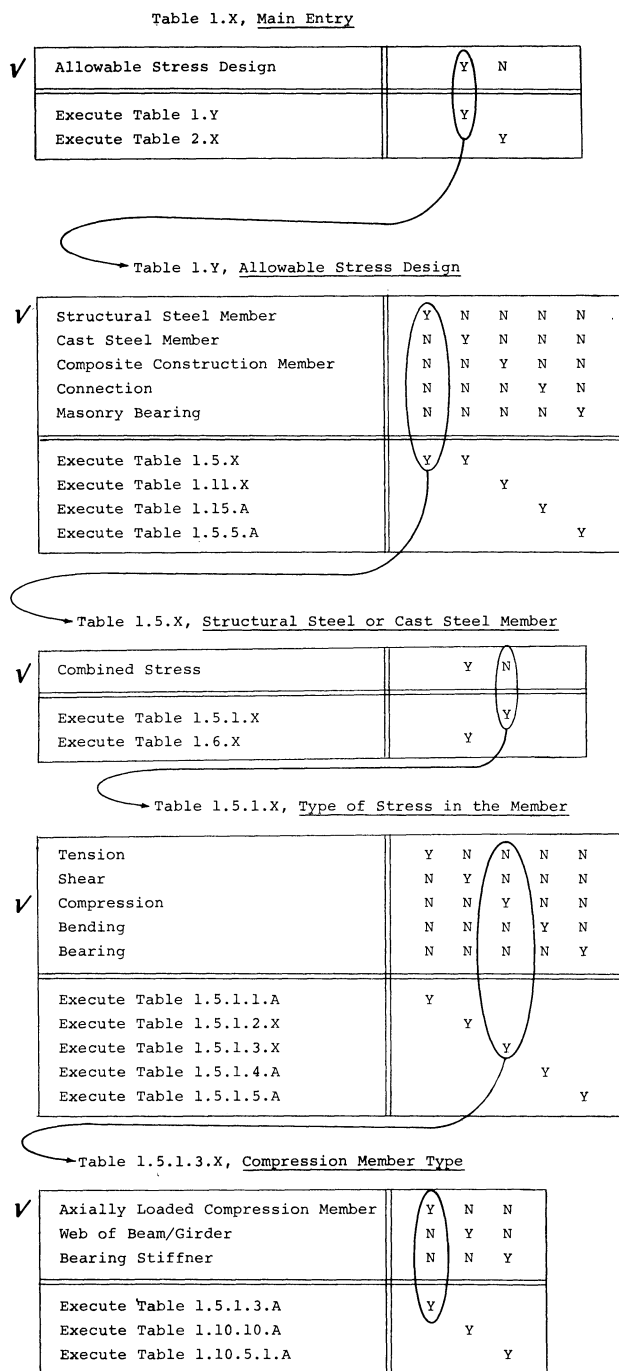 Table 1.X, Main Entry
√ Allowable Stress Design Y N
Execute Table 1.Y Y
Execute Table 2.X Y
Table 1.Y, Allowable Stress Design
√ Structural Steel Member Y N N N N
Cast Steel Member N Y N N N
Composite Construction Member N N Y N N
Connection N N N Y N
Masonry Bearing N N N N Y
Execute Table 1.5.X Y Y
Execute Table 1.11.X Y
Execute Table 1.15.A Y
Execute Table 1.5.5.A Y
Table 1.5.X, Structural Steel or Cast Steel Member
√ Combined Stress Y N
Execute Table 1.5.1.X Y
Execute Table 1.6.X Y
Table 1.5.1.X, Type of Stress in the Member
Tension Y N N N N
Shear N Y N N N
√ Compression N N Y N N
Bending N N N Y N
Bearing N N N N Y
Execute Table 1.5.1.1.A Y
Execute Table 1.5.1.2.X Y
Execute Table 1.5.1.3.X Y
Execute Table 1.5.1.4.A Y
Execute Table 1.5.1.5.A Y
Table 1.5.1.3.X, Compression Member Type
√ Axially Loaded Compression Member Y N N
Web of Beam/Girder N Y N
Bearing Stiffner N N Y
Execute Table 1.5.1.3.A Y
Execute Table 1.10.10.A Y
Execute Table 1.10.5.1.A Y